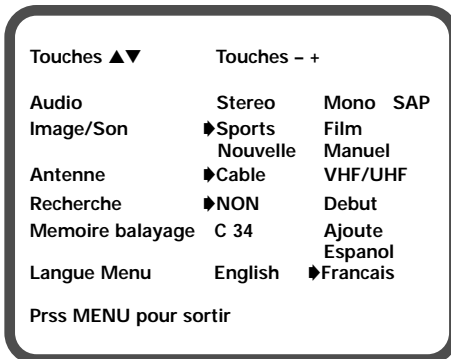 Touches ▲▼ Touches – +
Audio Stereo Mono SAP
Image/Son Sports Film
Nouvelle Manuel
Antenne Cable VHF/UHF
Recherche NON Debut
Memoire balayage C 34 Ajoute
Espanol
Langue Menu English Francais
Prss MENU pour sortir